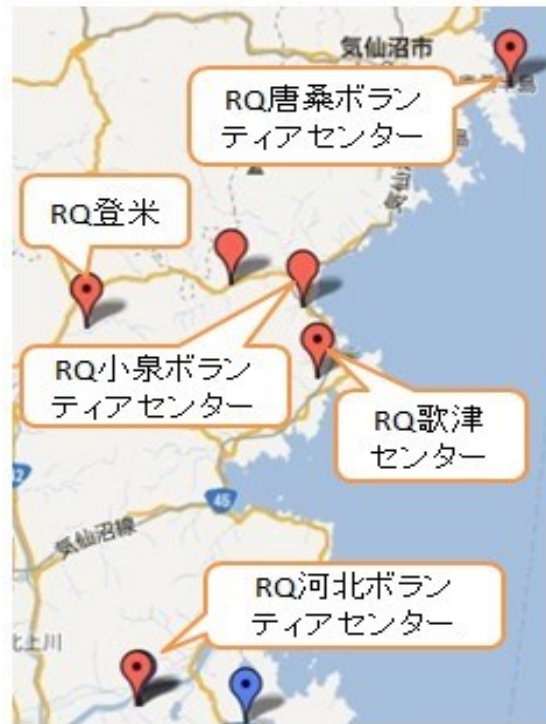 気仙沼市
RQ唐桑ボラン
ティアセンター
RQ登米
RQ小泉ボラン
ティアセンター
RQ歌津
センター
45
気仙沼線
RQ河北ボラン
ティアセンター
北上川